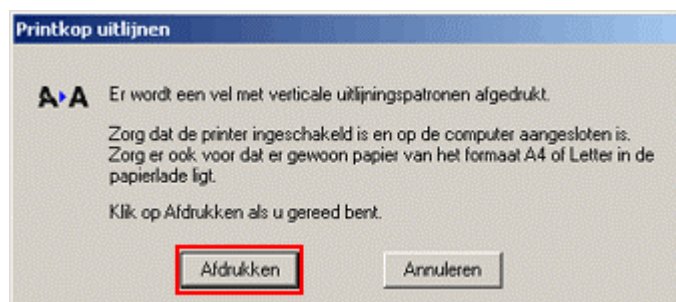 Printkop uitlijnen
A A Er wordt een vel met verticale uitlijningspatronen afgedrukt.
Zorg dat de printer ingeschakeld is en op de computer aangesloten is.
Zorg er ook voor dat er gewoon papier van het formaat A4 of Letter in de
papierlade ligt.
Klik op Afdrukken als u gereed bent.
Afdrukken Annuleren